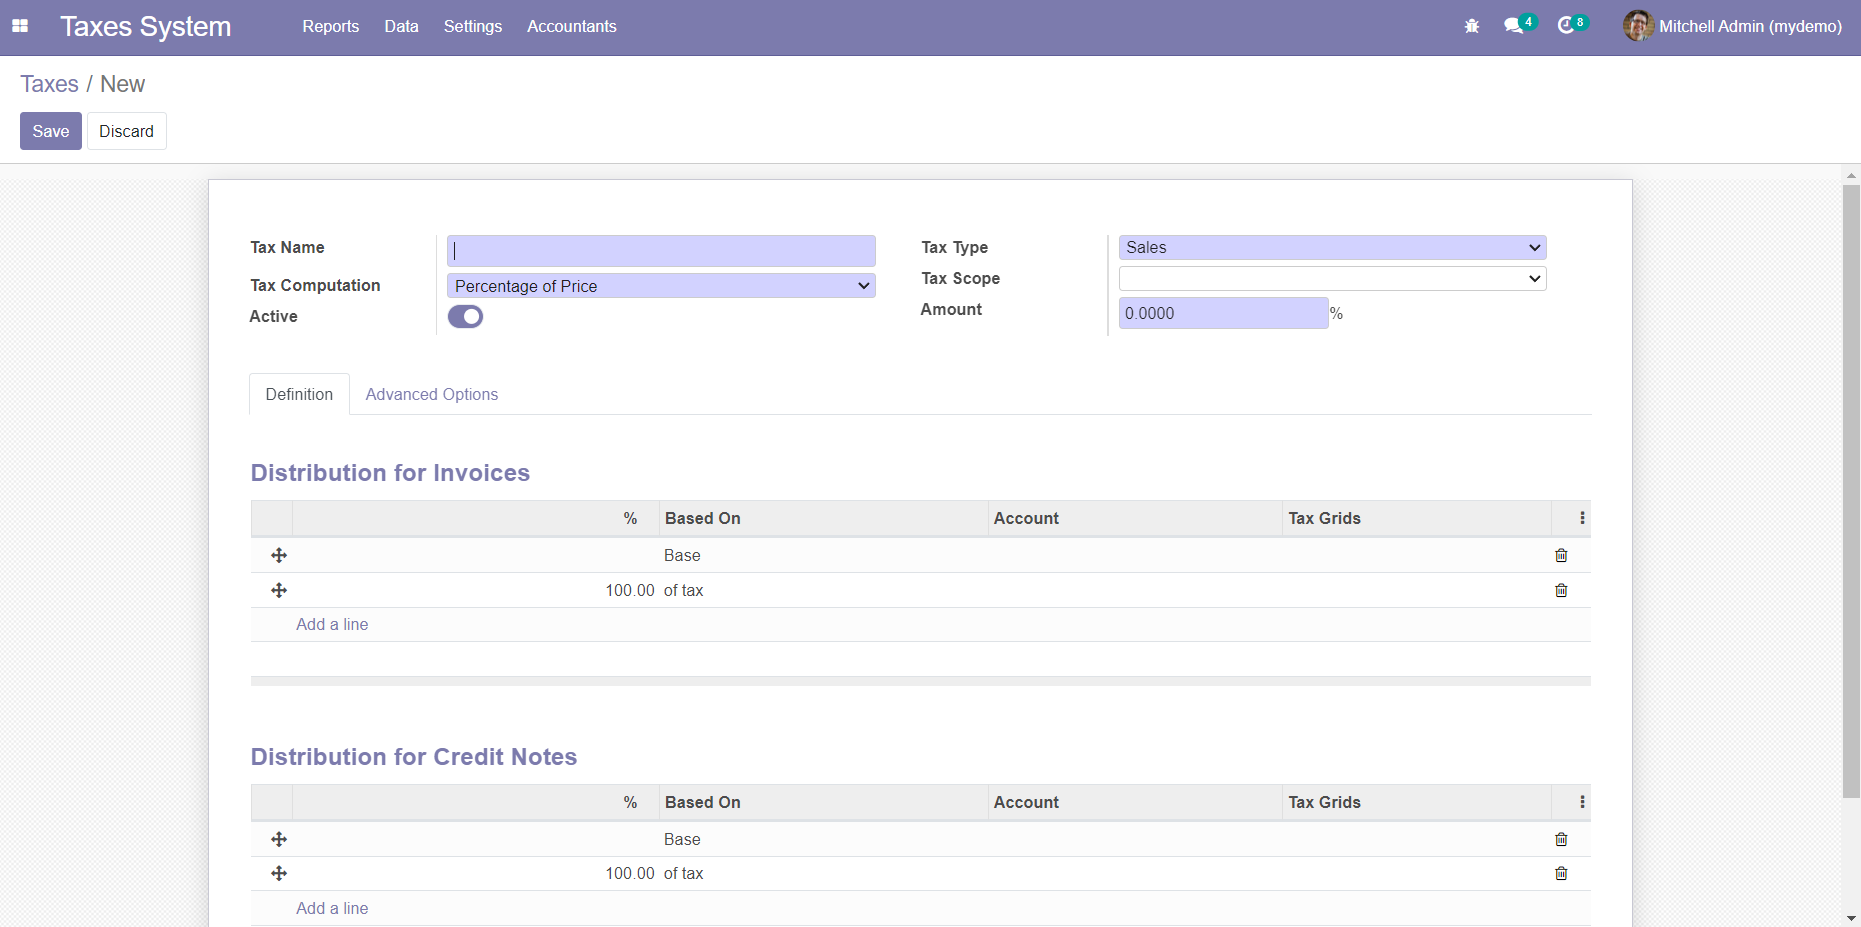 Taxes System Reports Data Settings Accountants 4 8 Mitchell Admin (mydemo)
Taxes / New
Save Discard
Tax Name
Tax Computation Percentage of Price
Active
Tax Type Sales
Tax Scope
Amount 0.0000 %
Definition Advanced Options
Distribution for Invoices
% Based On Account Tax Grids
Base
100.00 of tax
Add a line
Distribution for Credit Notes
% Based On Account Tax Grids
Base
100.00 of tax
Add a line